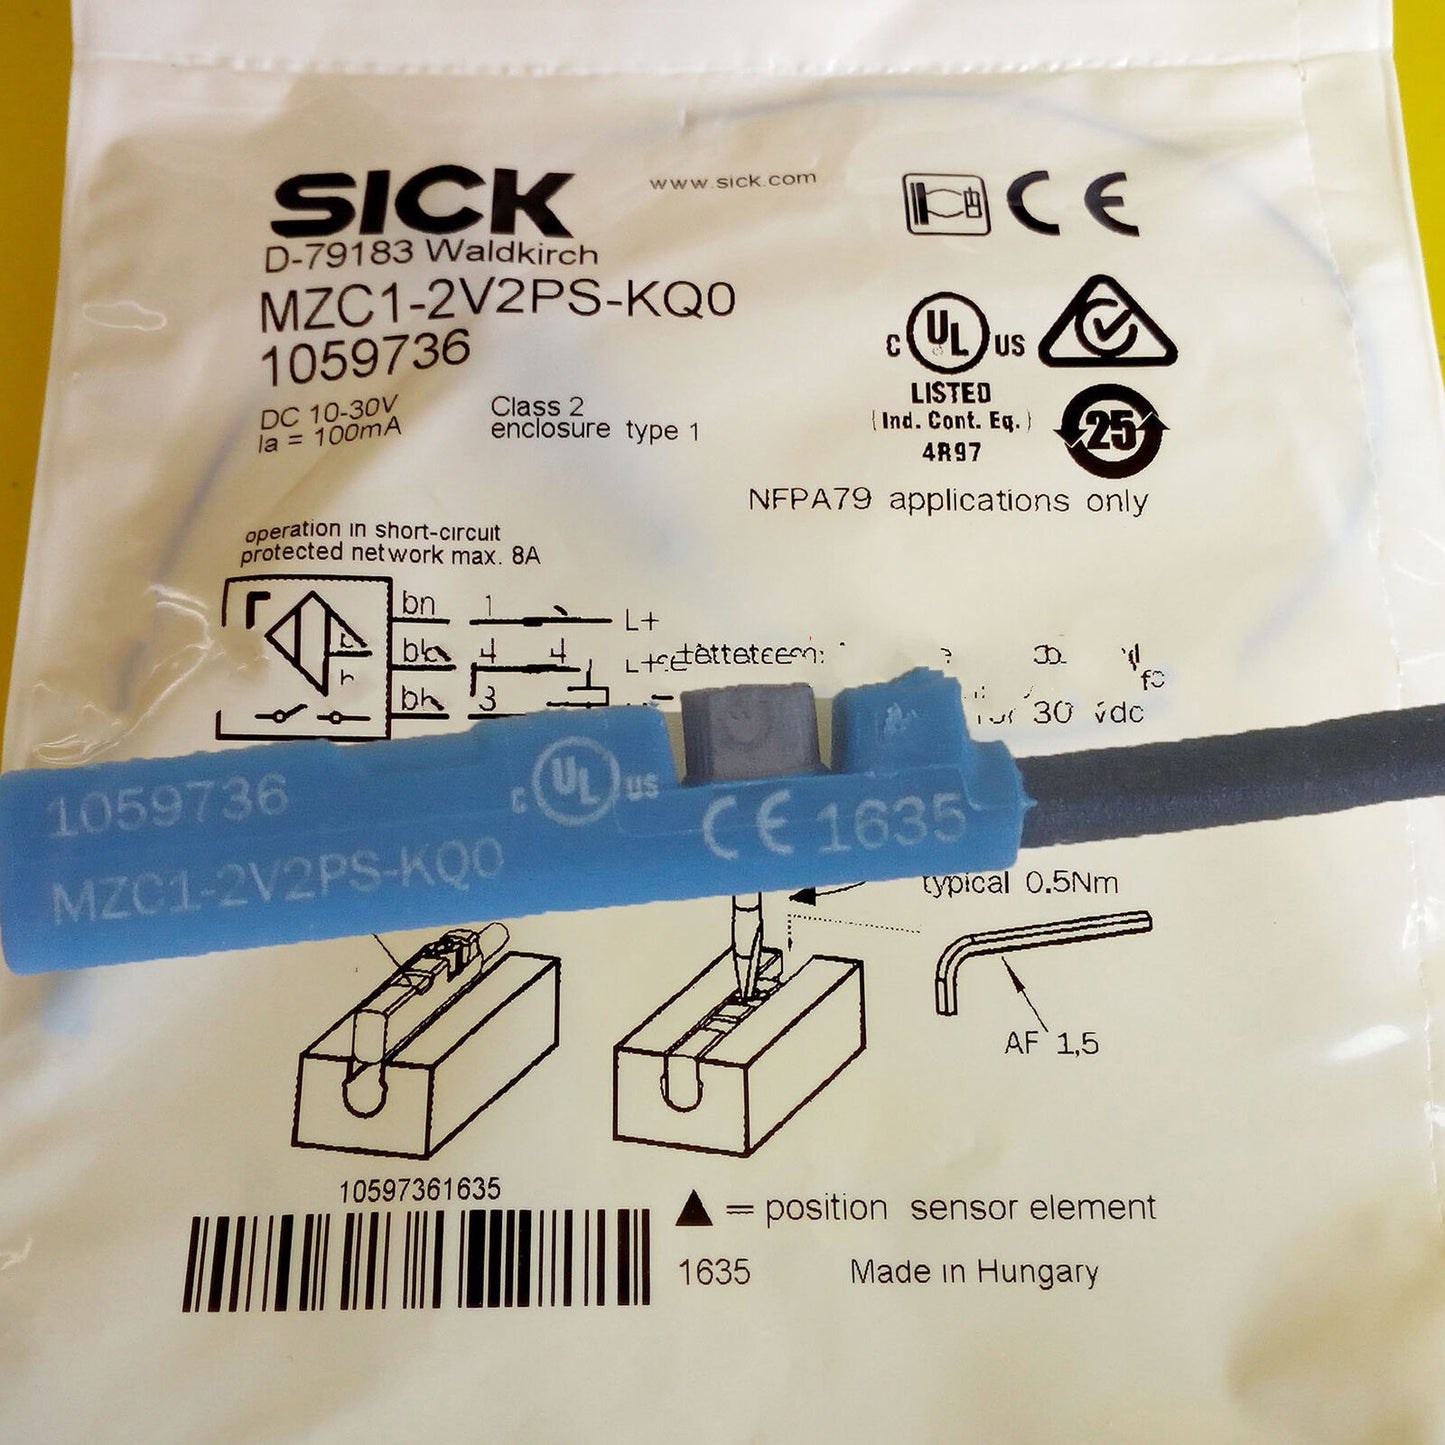 SICK
www.sick.com
CE
D-79183 Waldkirch
MZC1-2V2PS-KQ0
1059736
DC 10-30V
Ia = 100mA
Class 2
enclosure type 1
C UL US
LISTED
(Ind. Cont. Eq.)
4R97
25
NFPA79 applications only
operation in short-circuit
protected network max. 8A
bn 1 L+
4 4
3
30 vdc
1059736
MZC1-2V2PS-KQ0
C UL US
CE 1635
typical 0.5Nm
AF 1,5
10597361635
▲ = position sensor element
1635
Made in Hungary